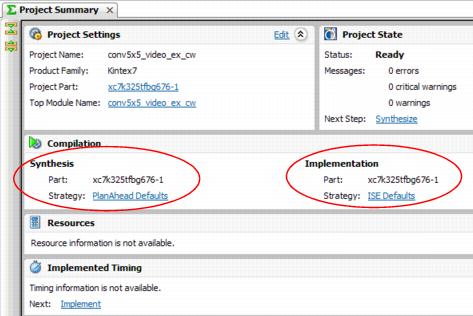 Σ Project Summary ×
Project Settings Edit
Project Name: conv5x5_video_ex_cw
Product Family: Kintex7
Project Part: xc7k325tfbg676-1
Top Module Name: conv5x5_video_ex_cw
Project State
Status: Ready
Messages: 0 errors
0 critical warnings
0 warnings
Next Step: Synthesize
Compilation
Synthesis
Part: xc7k325tfbg676-1
Strategy: PlanAhead Defaults
Implementation
Part: xc7k325tfbg676-1
Strategy: ISE Defaults
Resources
Resource information is not available.
Implemented Timing
Timing information is not available.
Next: Implement